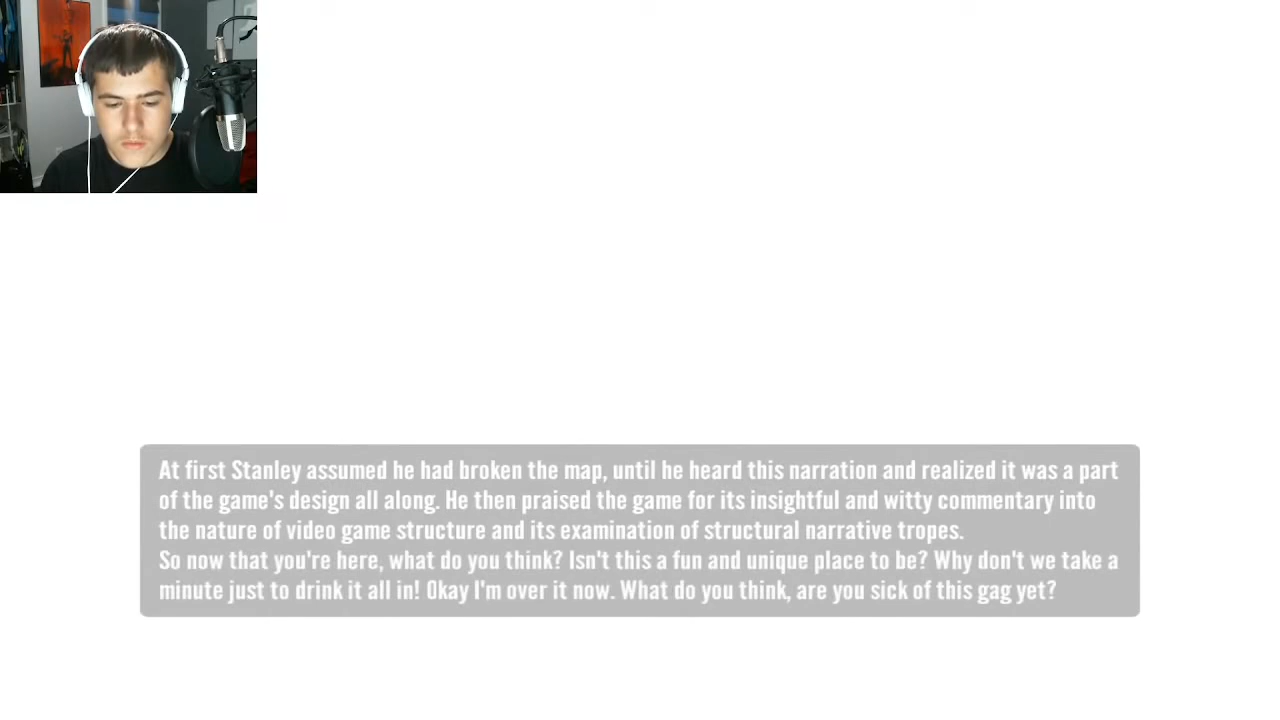 At first Stanley assumed he had broken the map, until he heard this narration and realized it was a part
of the game's design all along. He then praised the game for its insightful and witty commentary into
the nature of video game structure and its examination of structural narrative tropes.
So now that you're here, what do you think? Isn't this a fun and unique place to be? Why don't we take a
minute just to drink it all in! Okay I'm over it now. What do you think, are you sick of this gag yet?